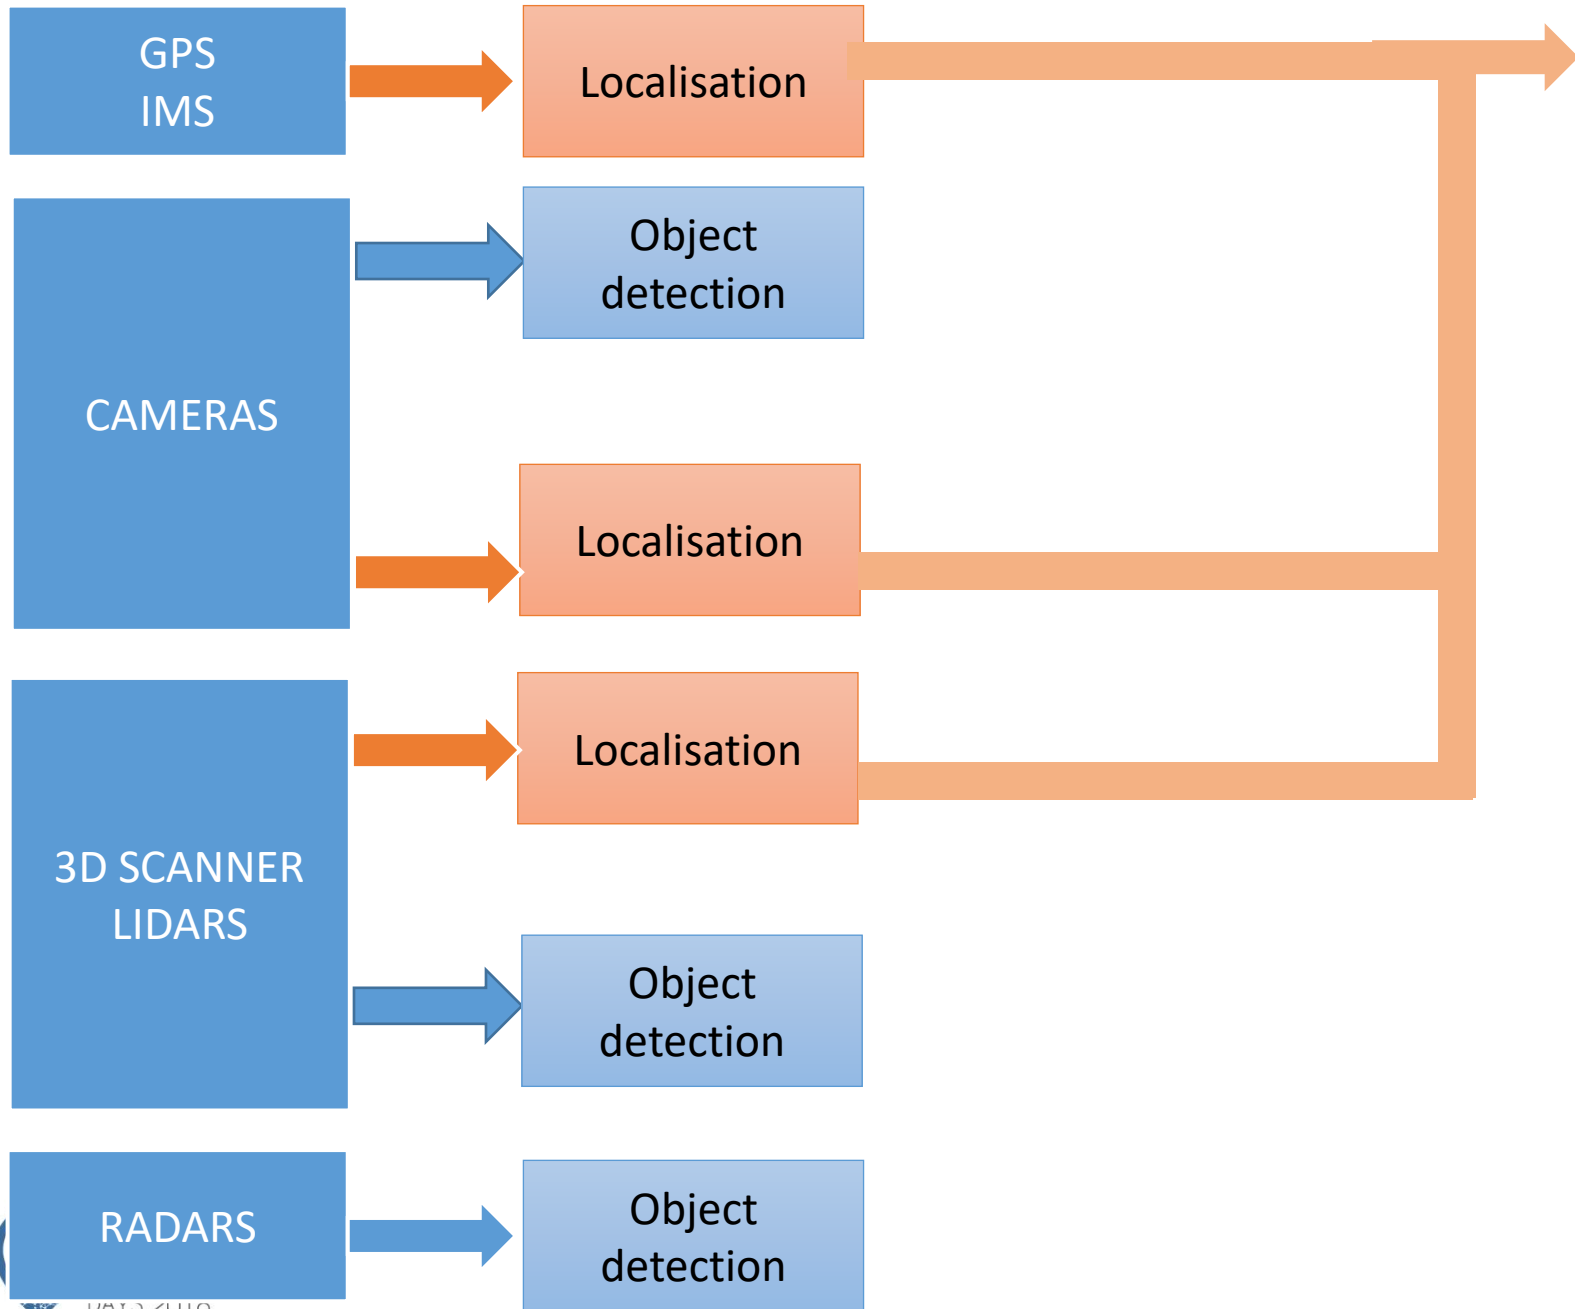 GPS
IMS
Localisation
Object
detection
CAMERAS
Localisation
Localisation
3D SCANNER
LIDARS
Object
detection
RADARS
Object
detection